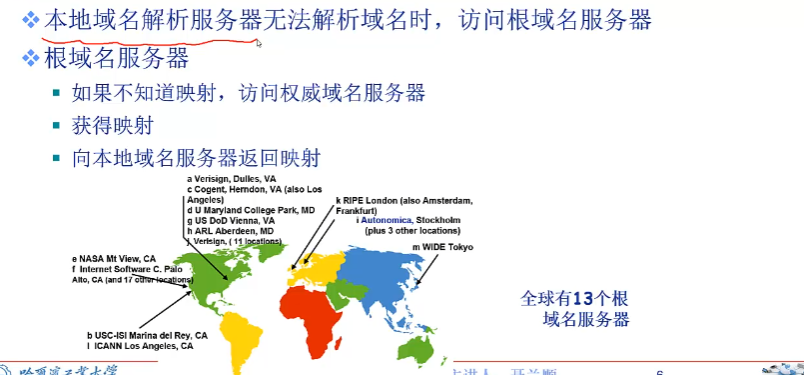 本地域名解析服务器无法解析域名时，访问根域名服务器
根域名服务器
如果不知道映射，访问权威域名服务器
获得映射
向本地域名服务器返回映射
a Verisign, Dulles, VA
c Cogent, Herndon, VA (also Los
Angeles)
d U Maryland College Park, MD
g US DoD Vienna, VA
h ARL Aberdeen, MD
j Verisign, ( 11 locations)
k RIPE London (also Amsterdam,
Frankfurt)
i Autonomica, Stockholm
(plus 3 other locations)
m WIDE Tokyo
e NASA Mt View, CA
f Internet Software C. Palo
Alto, CA (and 17 other locations)
b USC-ISI Marina del Rey, CA
l ICANN Los Angeles, CA
全球有13个根
域名服务器
哈尔滨工业大学
6